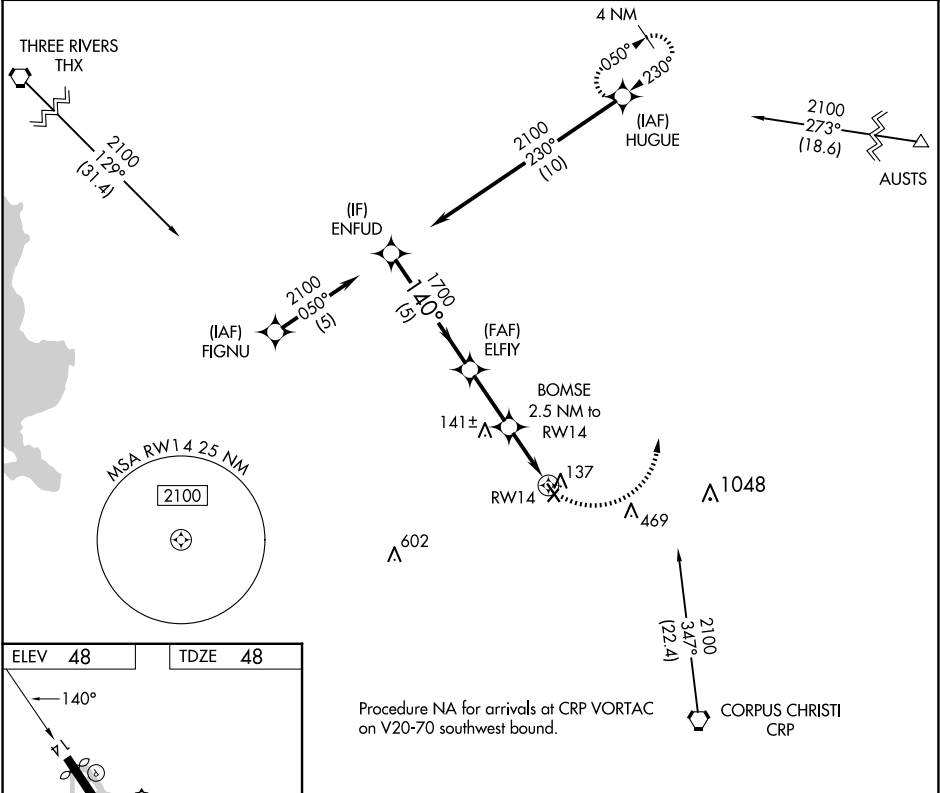 4 NM
THREE RIVERS
THX
050°
230°
(IAF)
HUGUE
2100
230°
(10)
2100
273°
(18.6)
AUSTS
2100
129°
(31.4)
(IF)
ENFUD
2100
050°
(5)
(IAF)
FIGNU
1700
140°
(5)
(FAF)
ELFIY
BOMSE
2.5 NM to
RW14
141±
137
RW14
1048
469
602
MSA RW14 25 NM
2100
2100
347°
(22.4)
ELEV 48
TDZE 48
140°
14
P
Procedure NA for arrivals at CRP VORTAC
on V20-70 southwest bound.
CORPUS CHRISTI
CRP